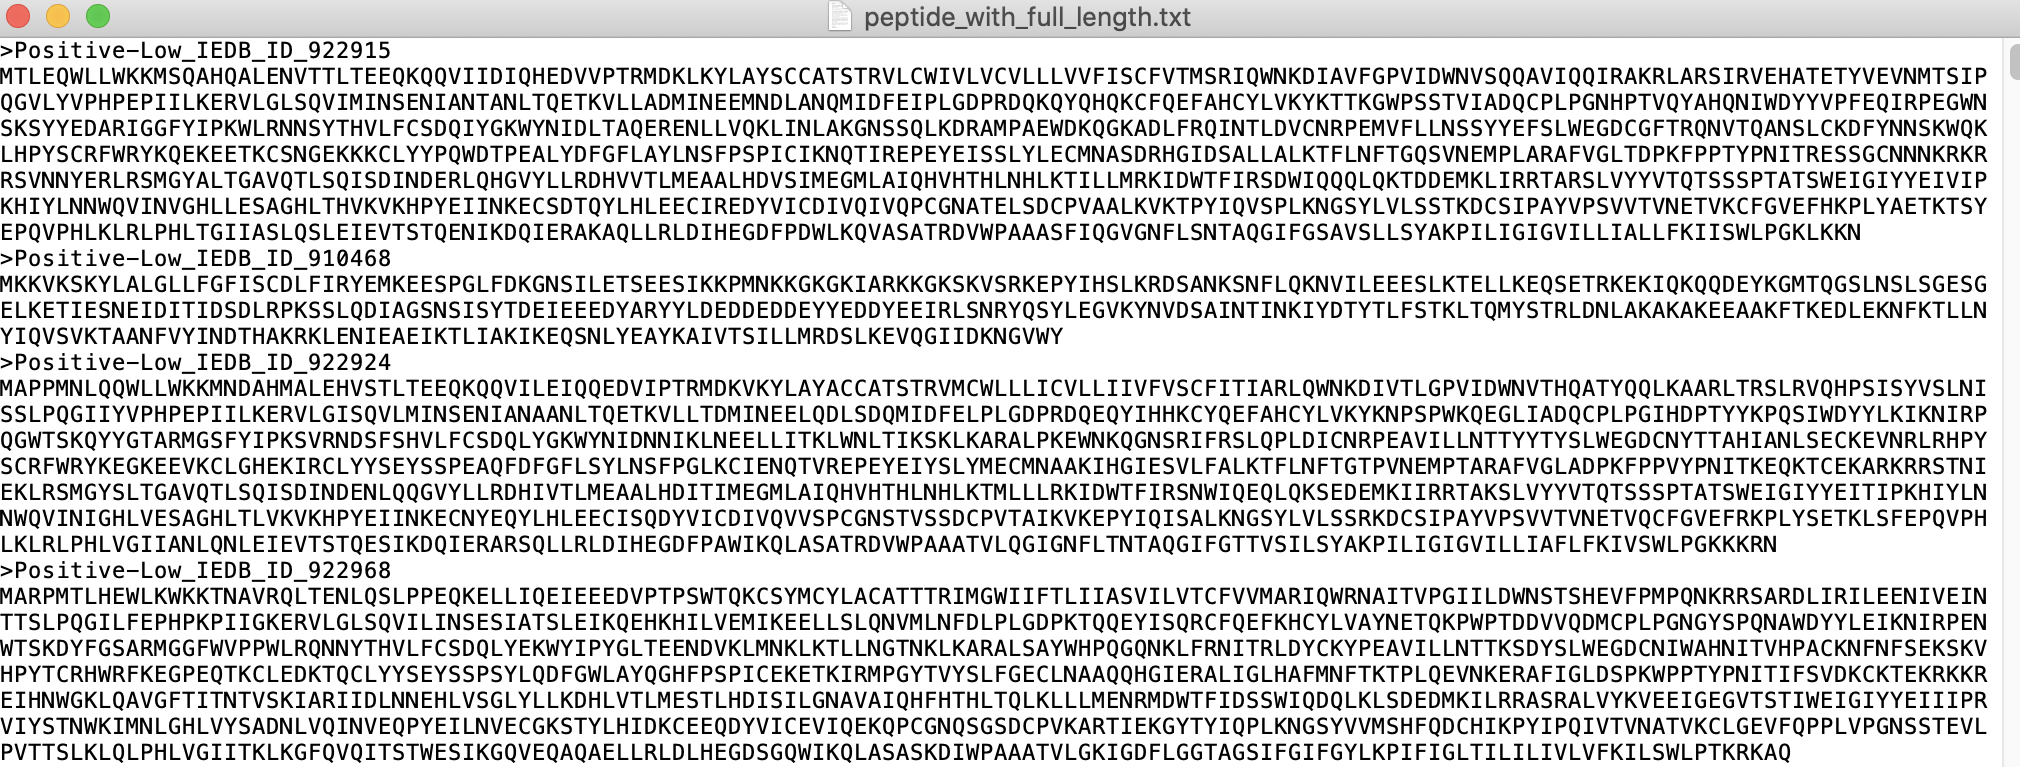 peptide_with_full_length.txt
>Positive-Low_IEDB_ID_922915
MTLEQWLLWKKMSQAHQALENVTTLTEEQKQQVIIDIQHEDVVPTRMDKLKYLAYSCCATSTRVLCWIVLVCVLLLVVFISCFVTMSRIQWNKDIAVFGPVIDWNVSQQAVIQQIRAKRLARSIRVEHATETYVEVNMTSIP
QGVLYVPHPEPIILKERVLGLSQVIMINSENIANTANLTQETKVLLADMINEEMNDLANQMIDFEIPLGDPRDQKQYQHQKCFQEFAHCYLVKYKTTKGWPSSTVIADQCPLPGNHPTVQYAHQNIWDYYVPFEQIRPEGWN
SKSYYEDARIGGFYIPKWLRNNSYTHVLFCSDQIYGKWYNIDLTAQERENLLVQKLINLAKGNSSQLKDRAMPAEWDKQGKADLFRQINTLDVCNRPEMVFLLNSSYYEFSLWEGDCGFTRQNVTQANSLCKDFYNNSKWQK
LHPYSCRFWRYKQEKEETKCSNGEKKKCLYYPQWDTPEALYDFGFLAYLNSFPSPICIKNQTIREPEYEISSLYLECMNASDRHGIDSALLALKTFLNFTGQSVNEMPLARAFVGLTDPKFPPTYPNITRESSGCNNNKRKR
RSVNNYERLRSMGYALTGAVQTLSQISDINDERLQHGVYLLRDHVVTLMEAALHDVSIMEGMLAIQHVHTHLNHLKTILLMRKIDWTFIRSDWIQQQLQKTDDEMKLIRRTARSLVYYVTQTSSSPTATSWEIGIYYEIVIP
KHIYLNNWQVINVGHLLESAGHLTHVKVKHPYEIINKECSDTQYLHLEECIREDYVICDIVQIVQPCGNATELSDCPVAALKVKTPYIQVSPLKNGSYLVLSSTKDCSIPAYVPSVVTVNETVKCFGVEFHKPLYAETKTSY
EPQVPHLKLRLPHLTGIIASLQSLEIEVTSTQENIKDQIERAKAQLLRLDIHEGDFPDWLKQVASATRDVWPAAASFIQGVGNFLSNTAQGIFGSAVSLLSYAKPILIGIGVILLIALLFKIISWLPGKLKKN
>Positive-Low_IEDB_ID_910468
MKKVKSKYLALGLLFGFISCDLFIRYEMKEESPGLFDKGNSILETSEESIKKPMNKKGKGKIARKKGKSKVSRKEPYIHSLKRDSANKSNFLQKNVILEEESLKTELLKEQSETRKEKIQKQQDEYKGMTQGSLNSLSGESG
ELKETIESNEIDITIDSDLRPKSSLQDIAGSNSISYTDEIEEEDYARYYLDEDDEDDEYYEDDYEEIRLSNRYQSYLEGVKYNVDSAINTINKIYDTYTLFSTKLTQMYSTRLDNLAKAKAKEEAAKFTKEDLEKNFKTLLN
YIQVSVKTAANFVYINDTHAKRKLENIEAEIKTLIAKIKEQSNLYEAYKAIVTSILLMRDSLKEVQGIIDKNGVWY
>Positive-Low_IEDB_ID_922924
MAPPMNLQQWLLWKKMNDAHMALEHVSTLTEEQKQQVILEIQQEDVIPTRMDKVKYLAYACCATSTRVMCWLLLICVLLIIVFVSCFITIARLQWNKDIVTLGPVIDWNVTHQATYQQLKAARLTRSLRVQHPSISYVSLNI
SSLPQGIIYVPHPEPIILKERVLGISQVLMINSENIANAANLTQETKVLLTDMINEELQDLSDQMIDFELPLGDPRDQEQYIHHKCYQEFAHCYLVKYKNPSPWKQEGLIADQCPLPGIHDPTYYKPQSIWDYYLKIKNIRP
QGWTSKQYYGTARMGSFYIPKSVRNDSFSHVLFCSDQLYGKWYNIDNNIKLNEELLITKLWNLTIKSKLKARALPKEWNKQGNSRIFRSLQPLDICNRPEAVILLNTTYYTYSLWEGDCNYTTAHIANLSECKEVNRLRHPY
SCRFWRYKEGKEEVKCLGHEKIRCLYYSEYSSPEAQFDFGFLSYLNSFPGLKCIENQTVREPEYEIYSLYMECMNAAKIHGIESVLFALKTFLNFTGTPVNEMPTARAFVGLADPKFPPVYPNITKEQKTCEKARKRRSTNI
EKLRSMGYSLTGAVQTLSQISDINDENLQQGVYLLRDHIVTLMEAALHDITIMEGMLAIQHVHTHLNHLKTMLLLRKIDWTFIRSNWIQEQLQKSEDEMKIIRRTAKSLVYYVTQTSSSPTATSWEIGIYYEITIPKHIYLN
NWQVINIGHLVESAGHLTLVKVKHPYEIINKECNYEQYLHLEECISQDYVICDIVQVVSPCGNSTVSSDCPVTAIKVKEPYIQISALKNGSYLVLSSRKDCSIPAYVPSVVTVNETVQCFGVEFRKPLYSETKLSFEPQVPH
LKLRLPHLVGIIANLQNLEIEVTSTQESIKDQIERARSQLLRLDIHEGDFPAWIKQLASATRDVWPAAATVLQGIGNFLTNTAQGIFGTTVSILSYAKPILIGIGVILLIAFLFKIVSWLPGKKKRN
>Positive-Low_IEDB_ID_922968
MARPMTLHEWLKWKKTNAVRQLTENLQSLPPEQKELLIQEIEEEDVPTPSWTQKCSYMCYLACATTTRIMGWIIFTLIIASVILVTCFVVMARIQWRNAITVPGIILDWNSTSHEVFPMPQNKRRSARDLIRILEENIVEIN
TTSLPQGILFEPHPKPIIGKERVLGLSQVILINSESIATSLEIKQEHKHILVEMIKEELLSLQNVMLNFDLPLGDPKTQQEYISQRCFQEFKHCYLVAYNETQKPWPTDDVVQDMCPLPGNGYSPQNAWDYYLEIKNIRPEN
WTSKDYFGSARMGGFWVPPWLRQNNYTHVLFCSDQLYEKWYIPYGLTEENDVKLMNKLKTLLNGTNKLKARALSAYWHPQGQNKLFRNITRLDYCKYPEAVILLNTTKSDYSLWEGDCNIWAHNITVHPACKNFNFSEKSKV
HPYTCRHWRFKEGPEQTKCLEDKTQCLYYSEYSSPSYLQDFGWLAYQGHFPSPICEKETKIRMPGYTVYSLFGECLNAAQQHGIERALIGLHAFMNFTKTPLQEVNKERAFIGLDSPKWPPTYPNITIFSVDKCKTEKRKKR
EIHNWGKLQAVGFTITNTVSKIARIIDLNNEHLVSGLYLLKDHLVTLMESTLHDISILGNAVAIQHFHTHLTQLKLLLMENRMDWTFIDSSWIQDQLKLSDEDMKILRRASRALVYKVEEIGEGVTSTIWEIGIYYEIIIPR
VIYSTNWKIMNLGHLVYSADNLVQINVEQPYEILNVECGKSTYLHIDKCEEQDYVICEVIQEKQPCGNQSGSDCPVKARTIEKGYTYIQPLKNGSYVVMSHFQDCHIKPYIPQIVTVNATVKCLGEVFQPPLVPGNSSTEVL
PVTTSLKLQLPHLVGIITKLKGFQVQITSTWESIKGQVEQAQAELLRLDLHEGDSGQWIKQLASASKDIWPAAATVLGKIGDFLGGTAGSIFGIFGYLKPIFIGLTILILIVLVFKILSWLPTKRKAQ